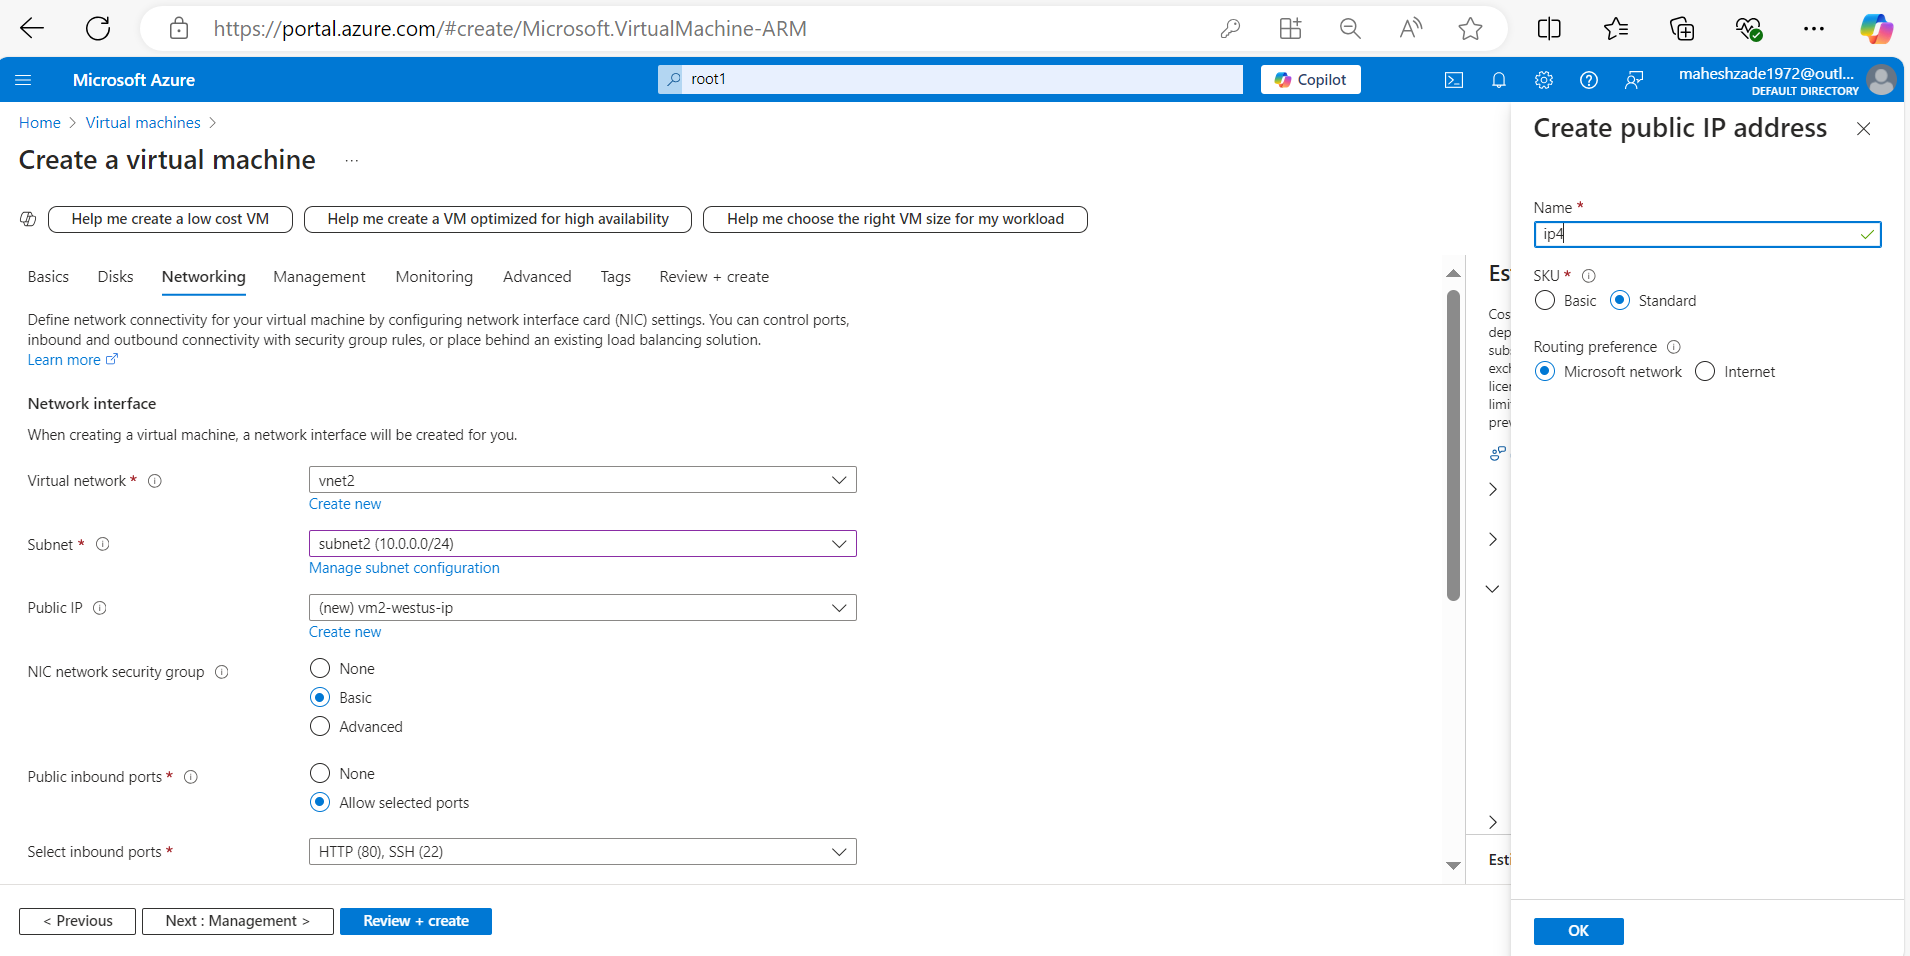 https://portal.azure.com/#create/Microsoft.VirtualMachine-ARM
Microsoft Azure
root1
Copilot
maheshzade1972@outl...
DEFAULT DIRECTORY
Home > Virtual machines >
Create a virtual machine ...
Help me create a low cost VM
Help me create a VM optimized for high availability
Help me choose the right VM size for my workload
Basics Disks Networking Management Monitoring Advanced Tags Review + create
Define network connectivity for your virtual machine by configuring network interface card (NIC) settings. You can control ports,
inbound and outbound connectivity with security group rules, or place behind an existing load balancing solution.
Learn more
Network interface
When creating a virtual machine, a network interface will be created for you.
Virtual network *
vnet2
Create new
Subnet *
subnet2 (10.0.0.0/24)
Manage subnet configuration
Public IP
(new) vm2-westus-ip
Create new
NIC network security group
None
Basic
Advanced
Public inbound ports *
None
Allow selected ports
Select inbound ports *
HTTP (80), SSH (22)
< Previous
Next : Management >
Review + create
Create public IP address
Name *
ip4
SKU *
Basic Standard
Routing preference
Microsoft network Internet
OK